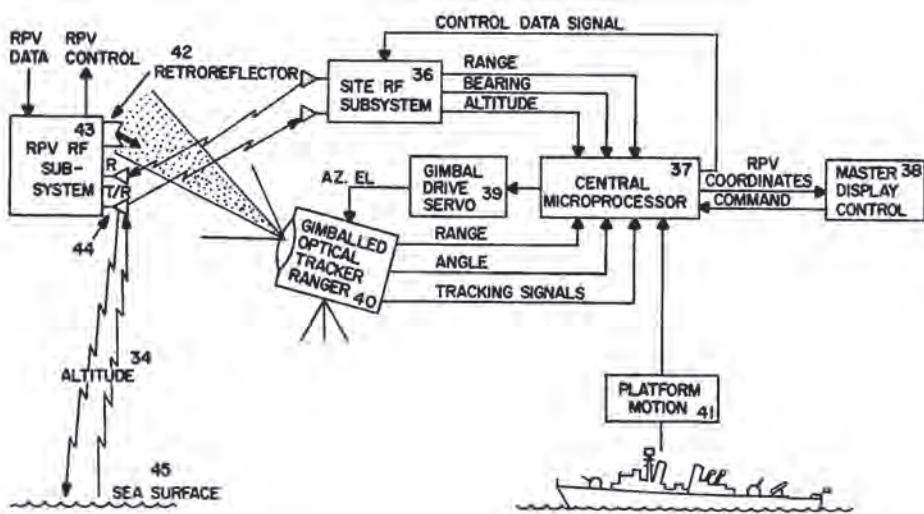 CONTROL DATA SIGNAL
RPV DATA
RPV CONTROL
42
RETROREFLECTOR
36
SITE RF SUBSYSTEM
RANGE
BEARING
ALTITUDE
43
RPV RF SUB-SYSTEM
R
T/R
44
A.Z. EL
GIMBAL DRIVE SERVO 39
37
CENTRAL MICROPROCESSOR
RPV COORDINATES
COMMAND
MASTER 38
DISPLAY CONTROL
GIMBALLED OPTICAL TRACKER RANGER 40
RANGE
ANGLE
TRACKING SIGNALS
34
ALTITUDE
PLATFORM MOTION 41
45
SEA SURFACE